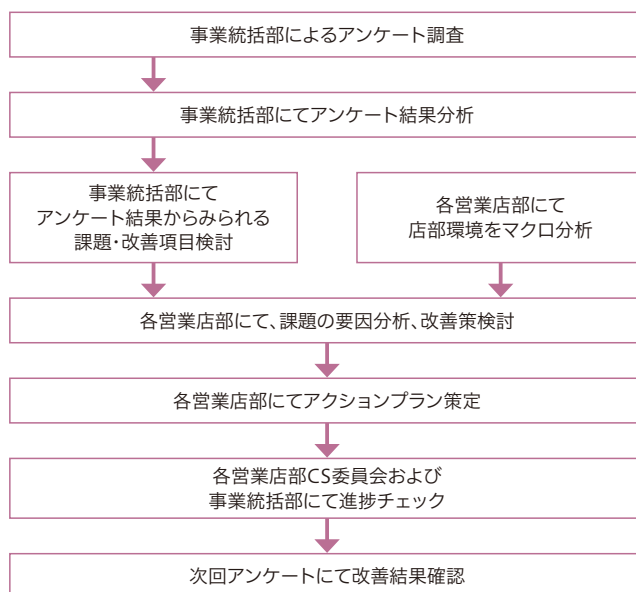 事業統括部によるアンケート調査
事業統括部にてアンケート結果分析
事業統括部にて
アンケート結果からみられる
課題・改善項目検討
各営業店部にて
店部環境をマクロ分析
各営業店部にて、課題の要因分析、改善策検討
各営業店部にてアクションプラン策定
各営業店部CS委員会および
事業統括部にて進捗チェック
次回アンケートにて改善結果確認